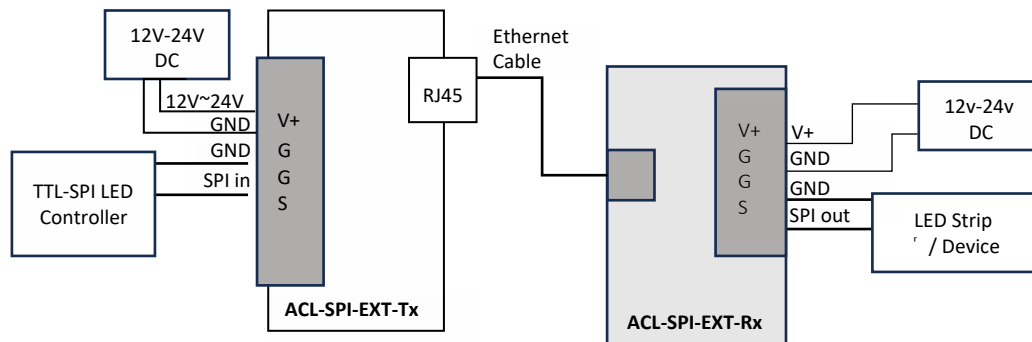 12V-24V
DC
12V~24V
GND
GND
SPI in
TTL-SPI LED
Controller
V+
G
G
S
ACL-SPI-EXT-Tx
RJ45
Ethernet
Cable
V+
G
G
S
ACL-SPI-EXT-Rx
V+
GND
GND
SPI out
12v-24v
DC
LED Strip
/ Device